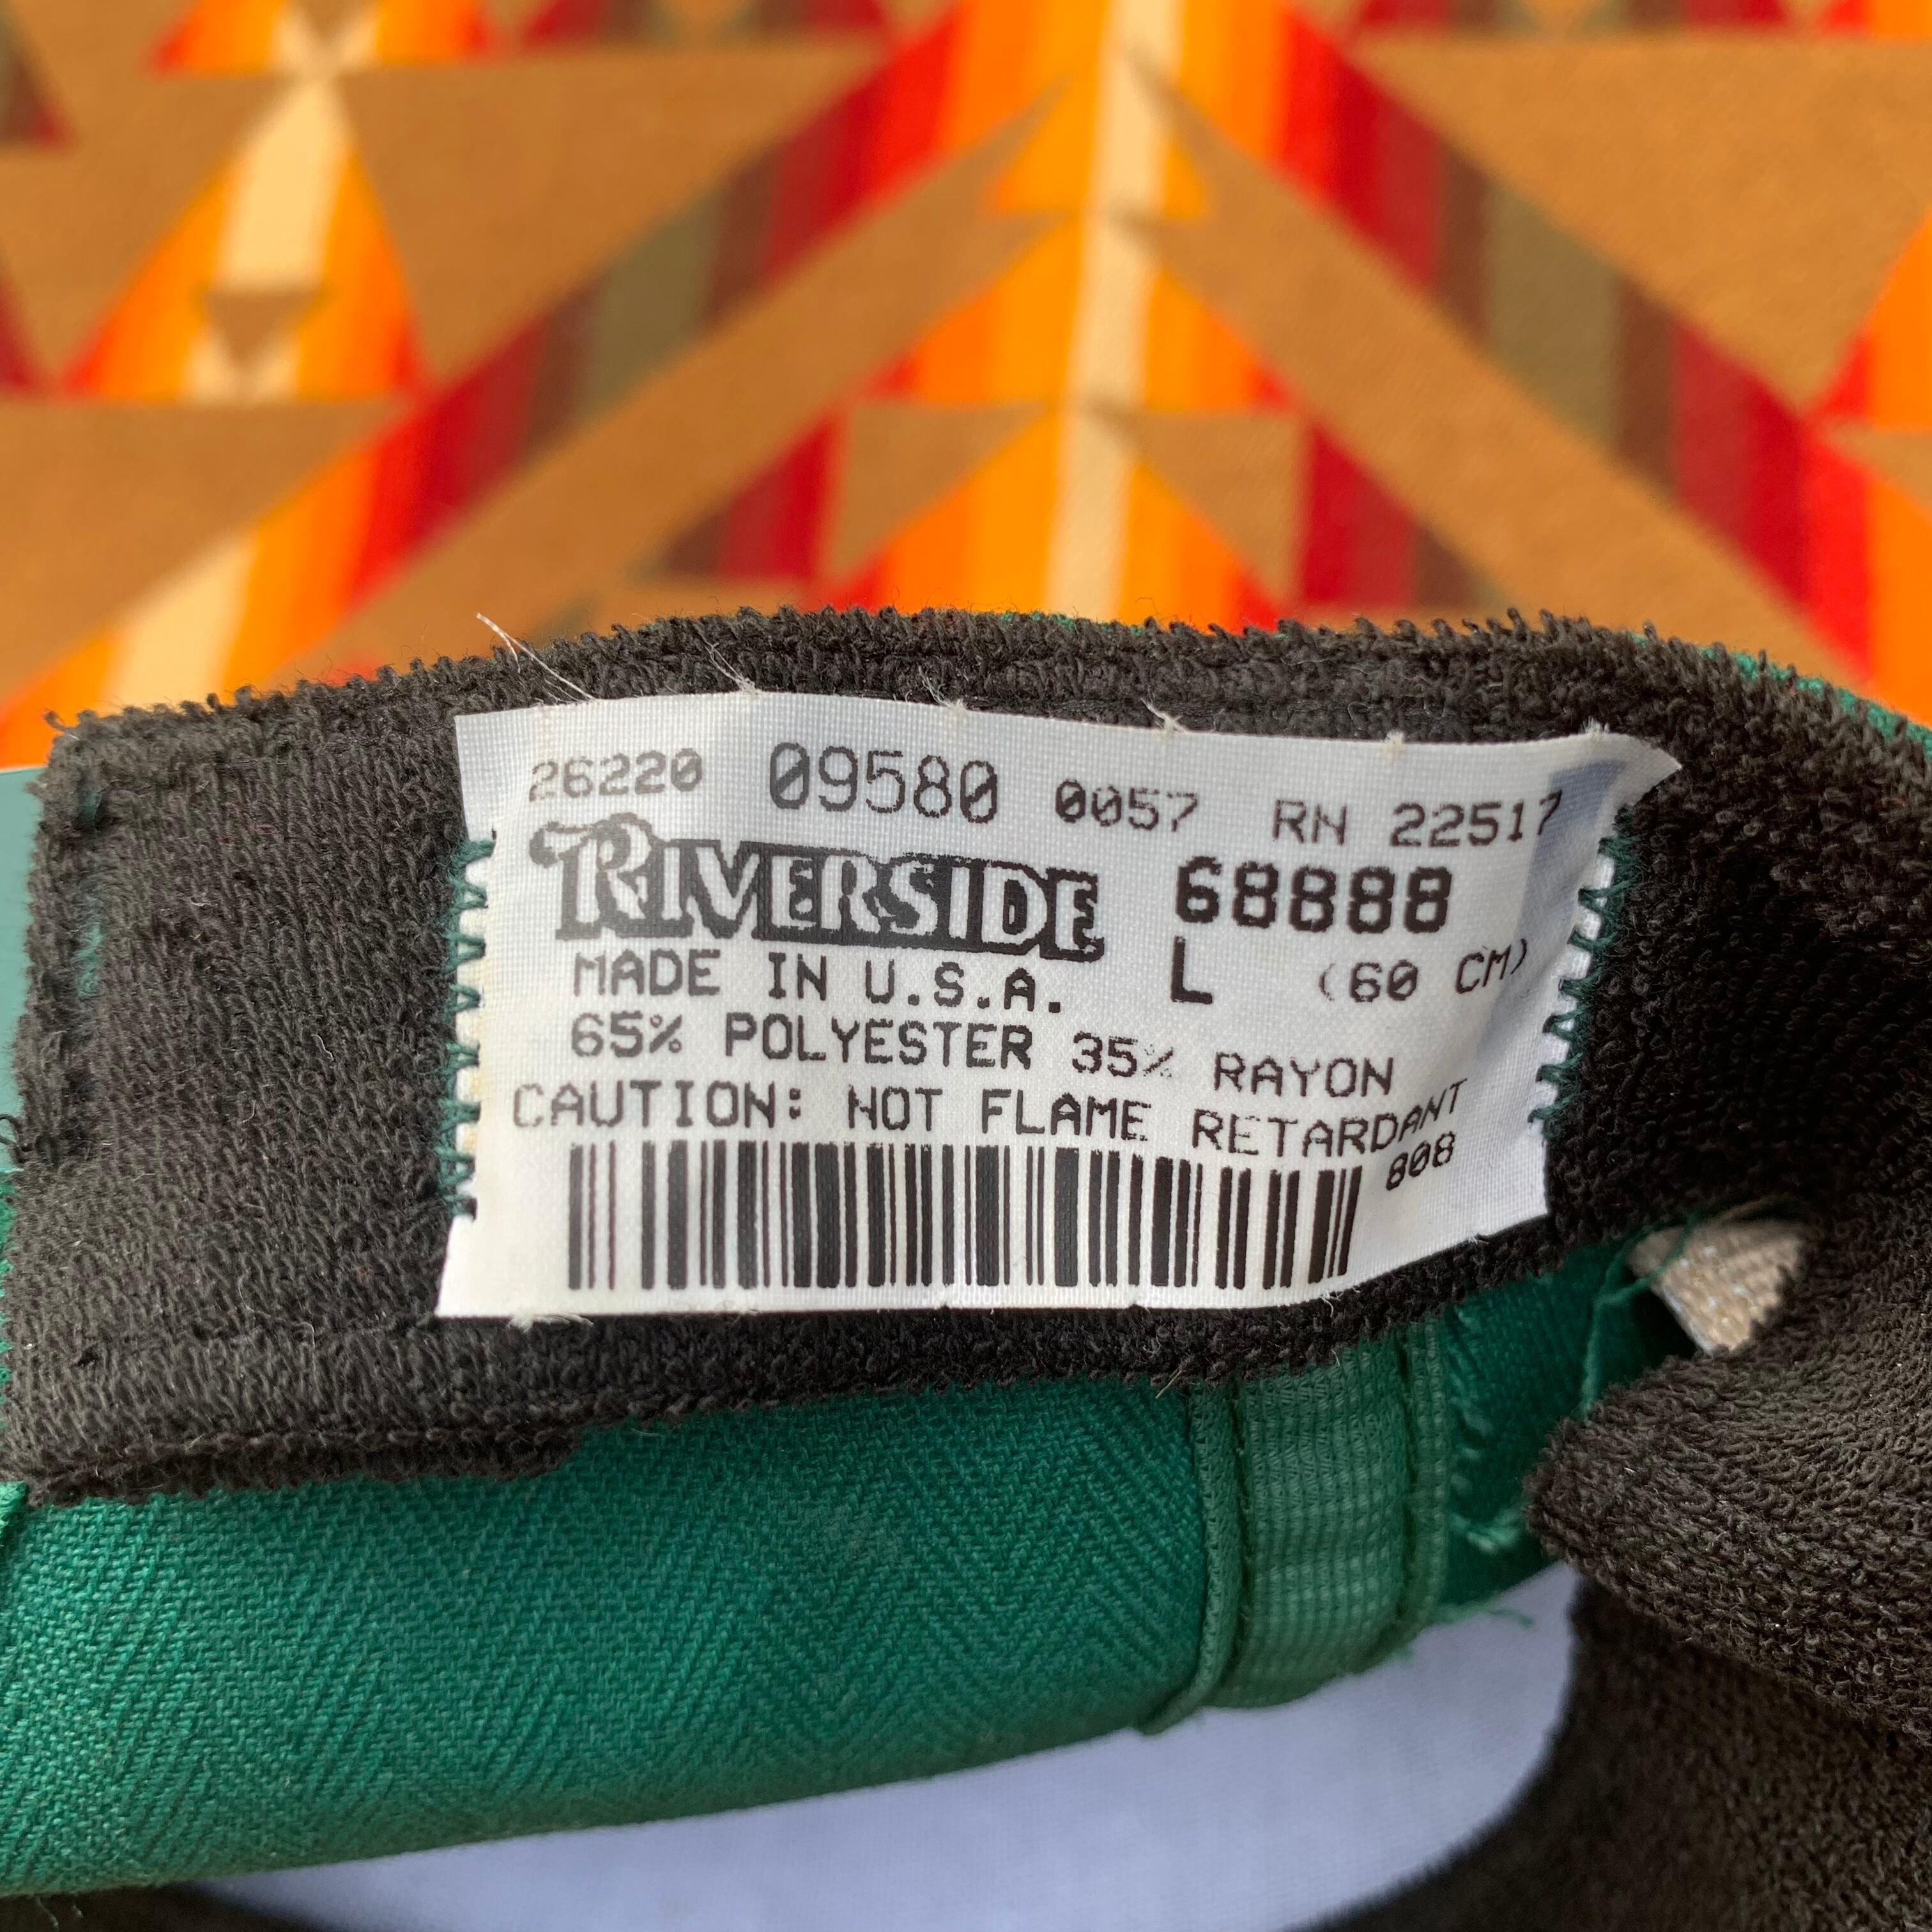 26220 09580 0057 RN 22517
RIVERSIDE 68888
MADE IN U.S.A. L (60 CM)
65% POLYESTER 35% RAYON
CAUTION: NOT FLAME RETARDANT
808